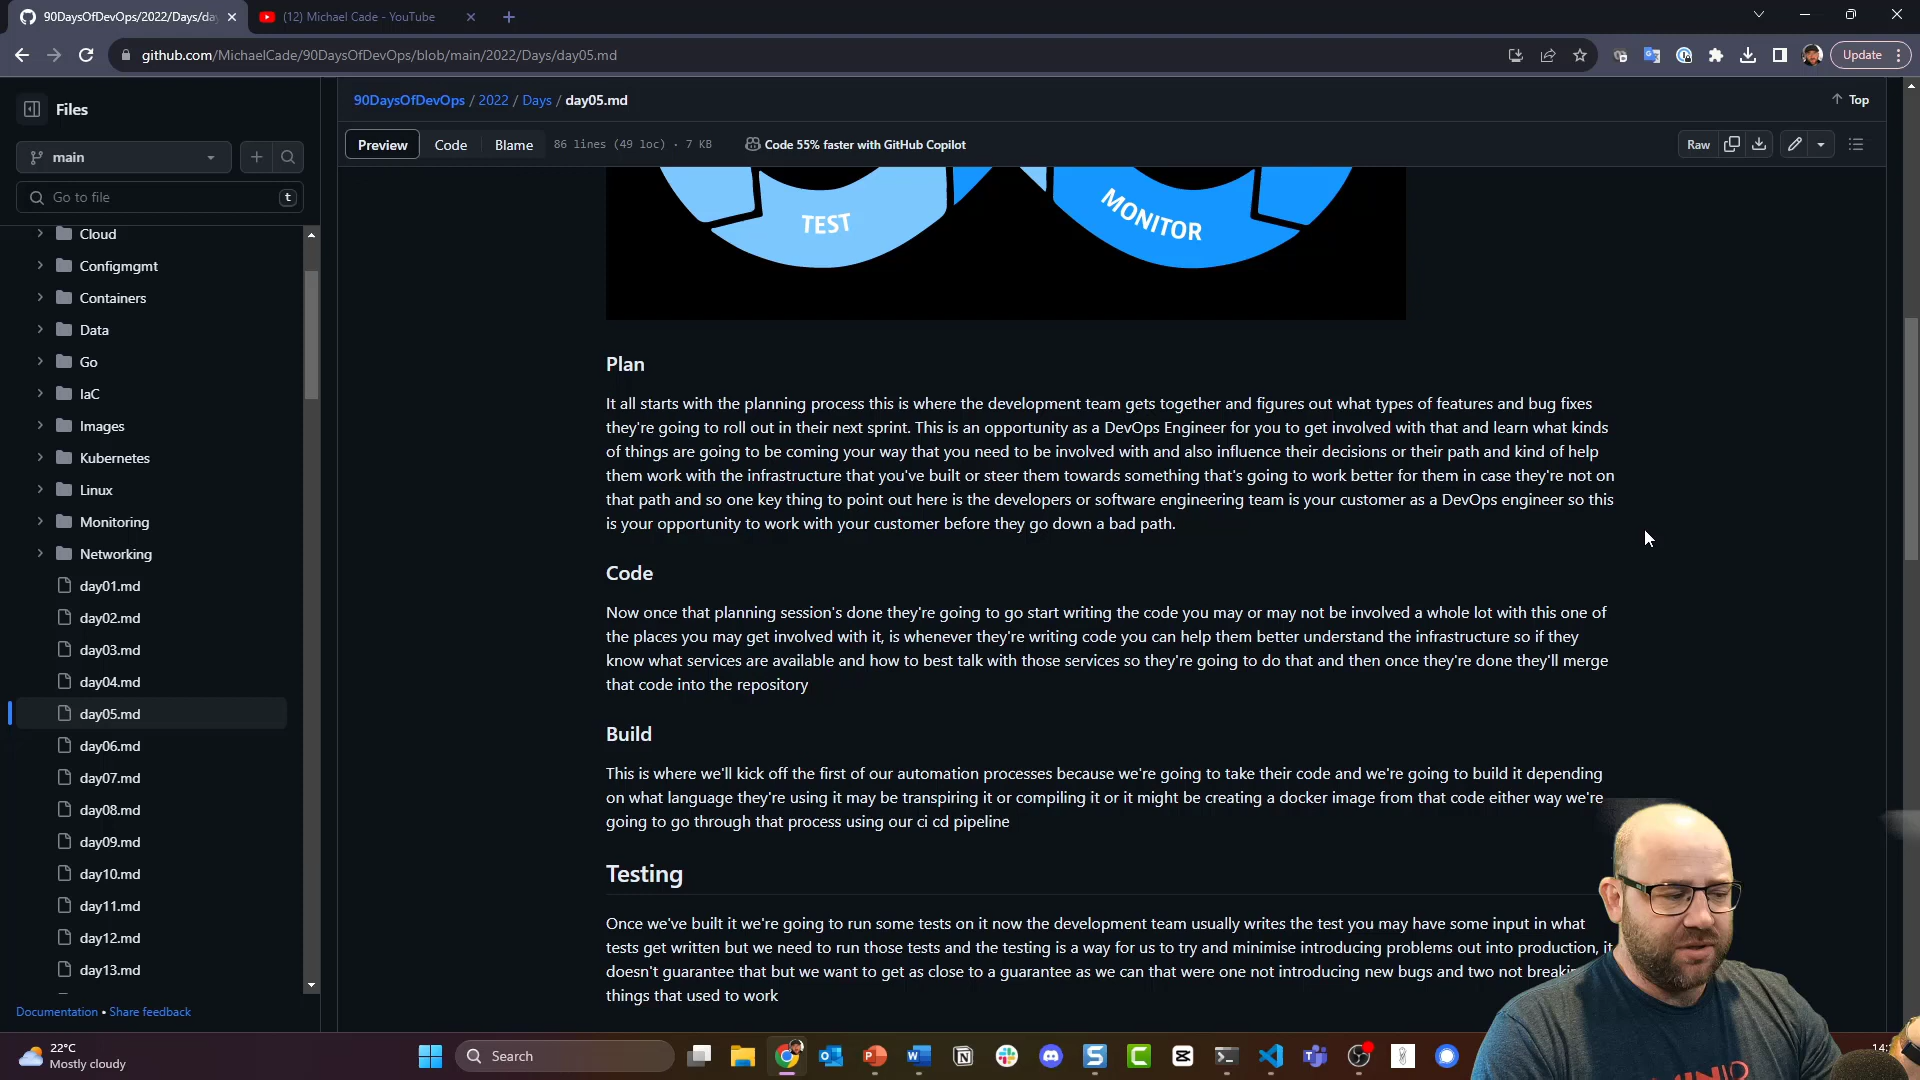 90DaysOfDevOps/2022/Days/da
(12) Michael Cade - YouTube
github.com/MichaelCade/90DaysOfDevOps/blob/main/2022/Days/day05.md
Update
Files
90DaysOfDevOps / 2022 / Days / day05.md
Top
main
Preview
Code
Blame
86 lines (49 loc) · 7 KB
Code 55% faster with GitHub Copilot
Raw
Go to file
t
Cloud
Configmgmt
Containers
Data
Go
IaC
Images
Kubernetes
Linux
Monitoring
Networking
day01.md
day02.md
day03.md
day04.md
day05.md
day06.md
day07.md
day08.md
day09.md
day10.md
day11.md
day12.md
day13.md
Documentation • Share feedback
TEST
MONITOR
Plan
It all starts with the planning process this is where the development team gets together and figures out what types of features and bug fixes
they're going to roll out in their next sprint. This is an opportunity as a DevOps Engineer for you to get involved with that and learn what kinds
of things are going to be coming your way that you need to be involved with and also influence their decisions or their path and kind of help
them work with the infrastructure that you've built or steer them towards something that's going to work better for them in case they're not on
that path and so one key thing to point out here is the developers or software engineering team is your customer as a DevOps engineer so this
is your opportunity to work with your customer before they go down a bad path.
Code
Now once that planning session's done they're going to go start writing the code you may or may not be involved a whole lot with this one of
the places you may get involved with it, is whenever they're writing code you can help them better understand the infrastructure so if they
know what services are available and how to best talk with those services so they're going to do that and then once they're done they'll merge
that code into the repository
Build
This is where we'll kick off the first of our automation processes because we're going to take their code and we're going to build it depending
on what language they're using it may be transpiring it or compiling it or it might be creating a docker image from that code either way we're
going to go through that process using our ci cd pipeline
Testing
Once we've built it we're going to run some tests on it now the development team usually writes the test you may have some input in what
tests get written but we need to run those tests and the testing is a way for us to try and minimise introducing problems out into production, it
doesn't guarantee that but we want to get as close to a guarantee as we can that were one not introducing new bugs and two not
things that used to work
22°C
Mostly cloudy
Search